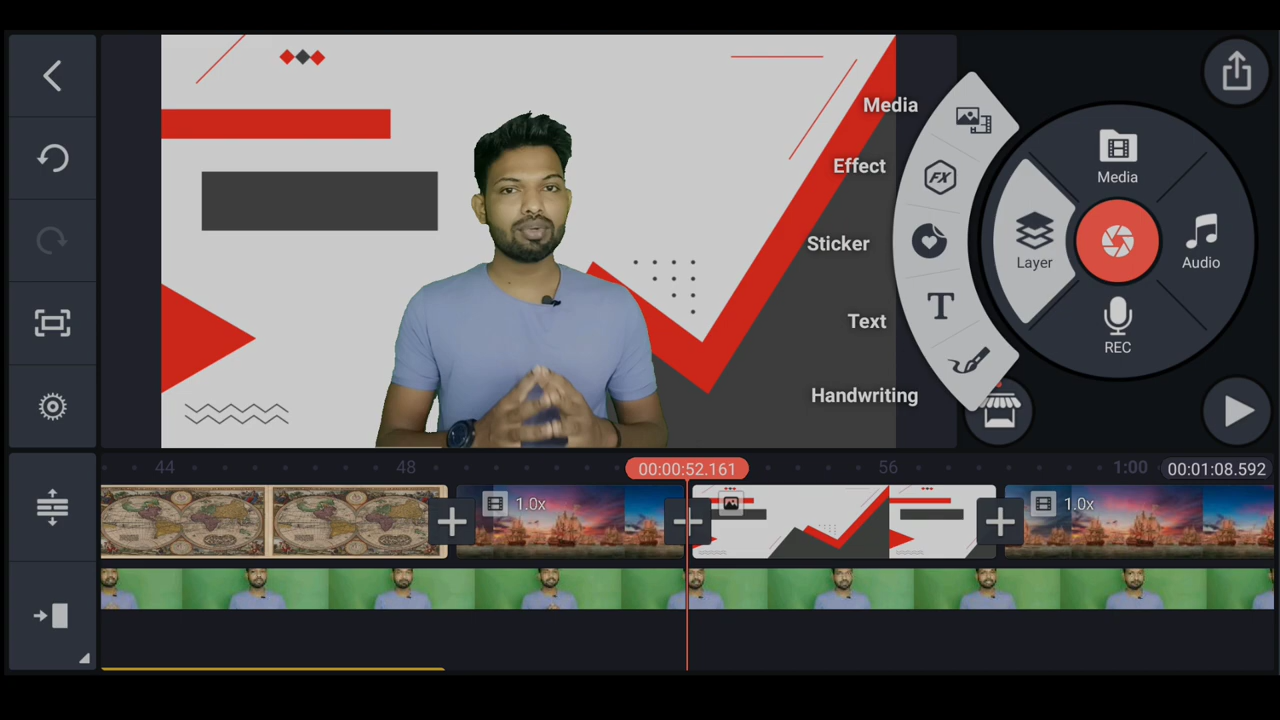 Media
Effect
Sticker
Text
Handwriting
FX
T
Media
Layer
Audio
REC
44
48
00:00:52.161
56
1:00
00:01:08.592
1.0x
1.0x